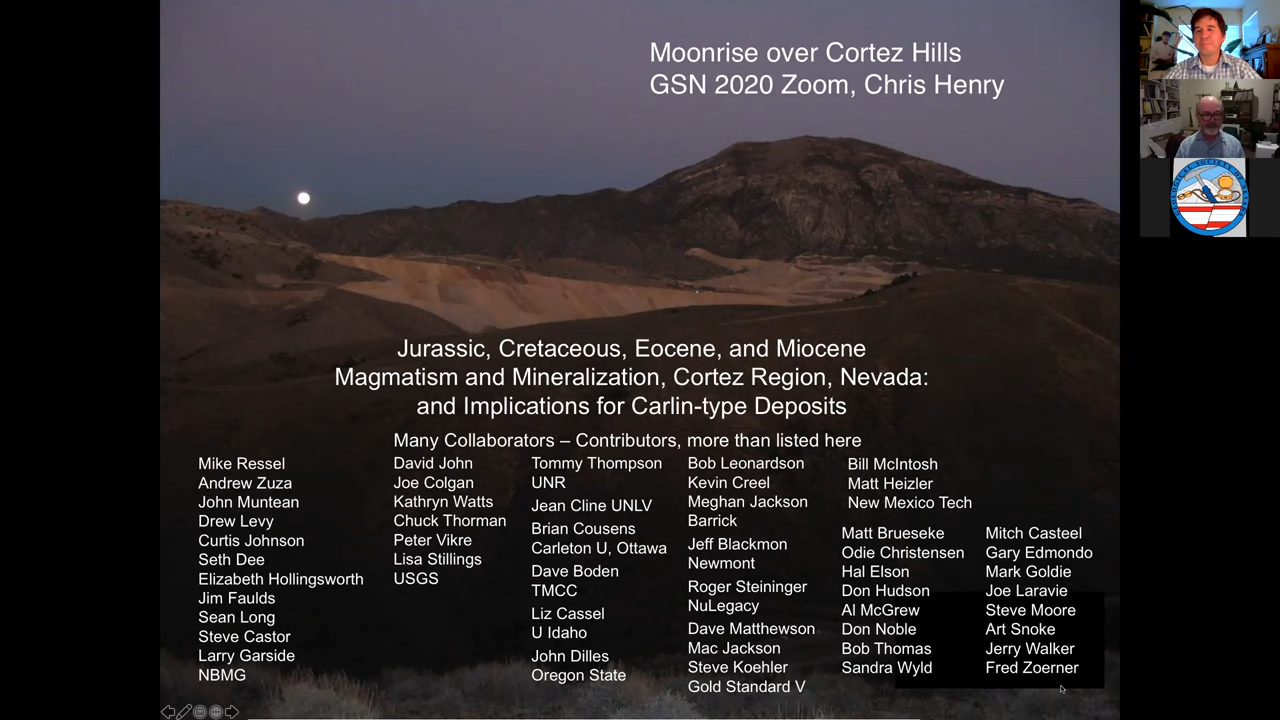 Moonrise over Cortez Hills
GSN 2020 Zoom, Chris Henry
Jurassic, Cretaceous, Eocene, and Miocene
Magmatism and Mineralization, Cortez Region, Nevada:
and Implications for Carlin-type Deposits
Many Collaborators – Contributors, more than listed here
Mike Ressel
Andrew Zuza
John Muntean
Drew Levy
Curtis Johnson
Seth Dee
Elizabeth Hollingsworth
Jim Faulds
Sean Long
Steve Castor
Larry Garside
NBMG
David John
Joe Colgan
Kathryn Watts
Chuck Thorman
Peter Vikre
Lisa Stillings
USGS
Tommy Thompson
UNR
Jean Cline UNLV
Brian Cousens
Carleton U, Ottawa
Dave Boden
TMCC
Liz Cassel
U Idaho
John Dilles
Oregon State
Bob Leonardson
Kevin Creel
Meghan Jackson
Barrick
Jeff Blackmon
Newmont
Roger Steininger
NuLegacy
Dave Matthewson
Mac Jackson
Steve Koehler
Gold Standard V
Bill McIntosh
Matt Heizler
New Mexico Tech
Matt Brueseke
Odie Christensen
Hal Elson
Don Hudson
Al McGrew
Don Noble
Bob Thomas
Sandra Wyld
Mitch Casteel
Gary Edmondo
Mark Goldie
Joe Laravie
Steve Moore
Art Snoke
Jerry Walker
Fred Zoerner